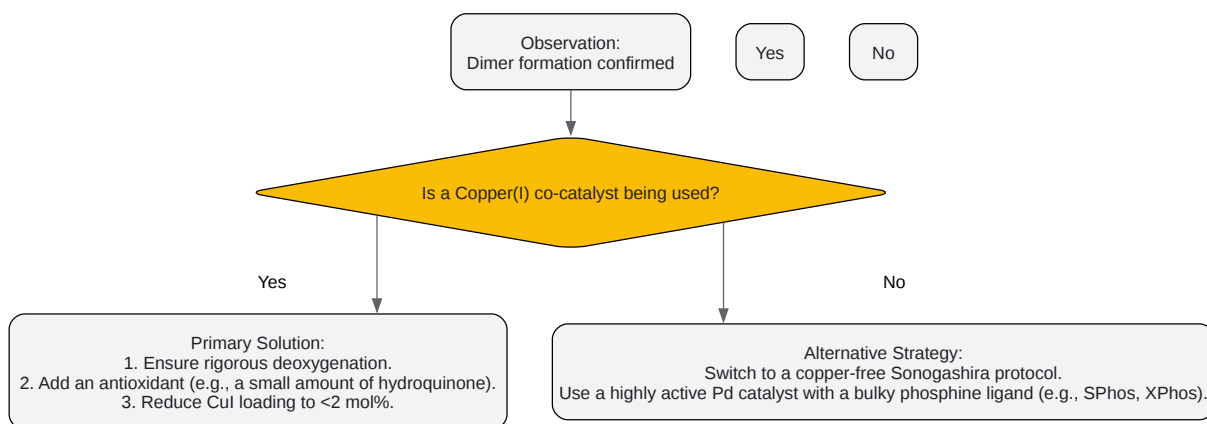 Observation:
Dimer formation confirmed
Yes
No
Is a Copper(I) co-catalyst being used?
Yes
No
Primary Solution:
1. Ensure rigorous deoxygenation.
2. Add an antioxidant (e.g., a small amount of hydroquinone).
3. Reduce CuI loading to <2 mol%.
Alternative Strategy:
Switch to a copper-free Sonogashira protocol.
Use a highly active Pd catalyst with a bulky phosphine ligand (e.g., SPhos, XPhos).